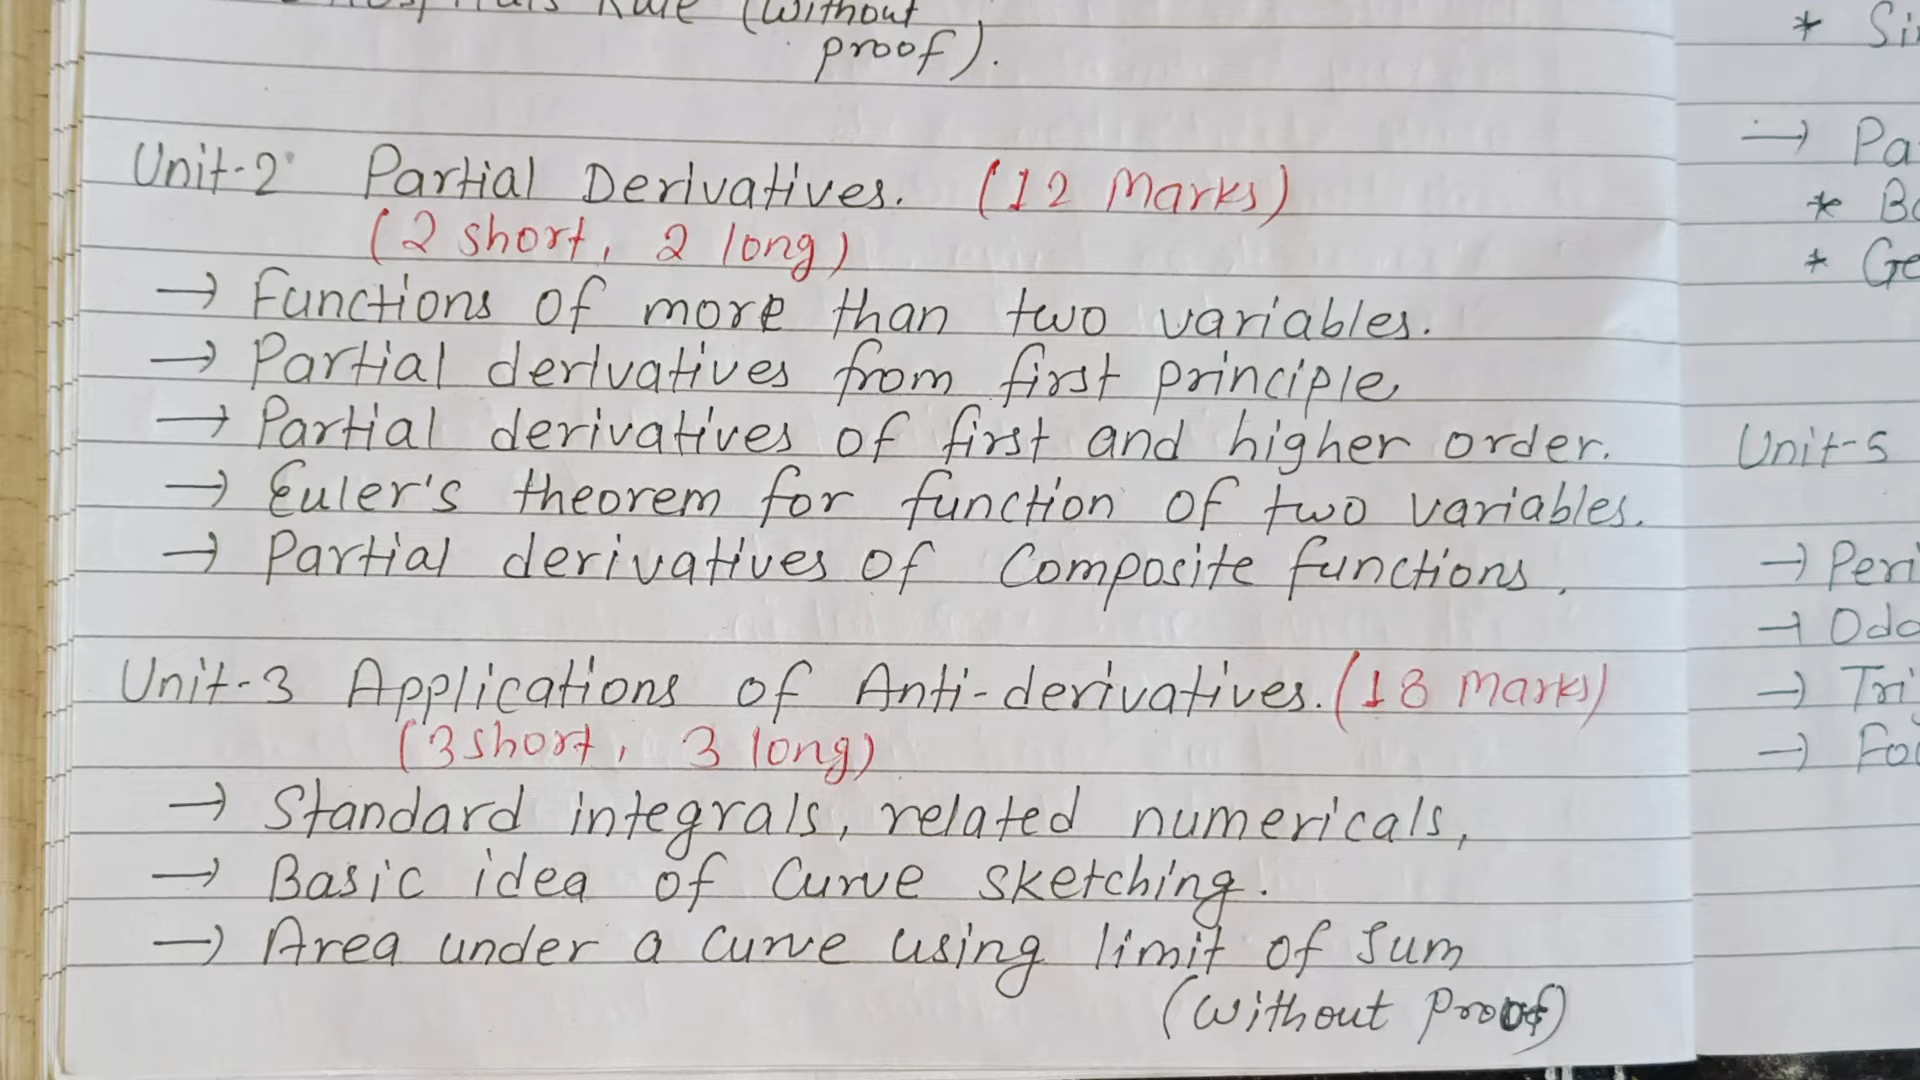 Rule (Without
proof).
Unit-2 Partial Derivatives. (12 Marks)
(2 short, 2 long)
→ Functions of more than two variables.
→ Partial derivatives from first principle
→ Partial derivatives of first and higher order.
→ Euler's theorem for function of two variables.
→ Partial derivatives of Composite functions.
Unit-3 Applications of Anti-derivatives. (18 Marks)
(3 short, 3 long)
→ Standard integrals, related numericals,
→ Basic idea of Curve sketching.
→ Area under a curve using limit of Sum
(Without Proof)
Unit-5